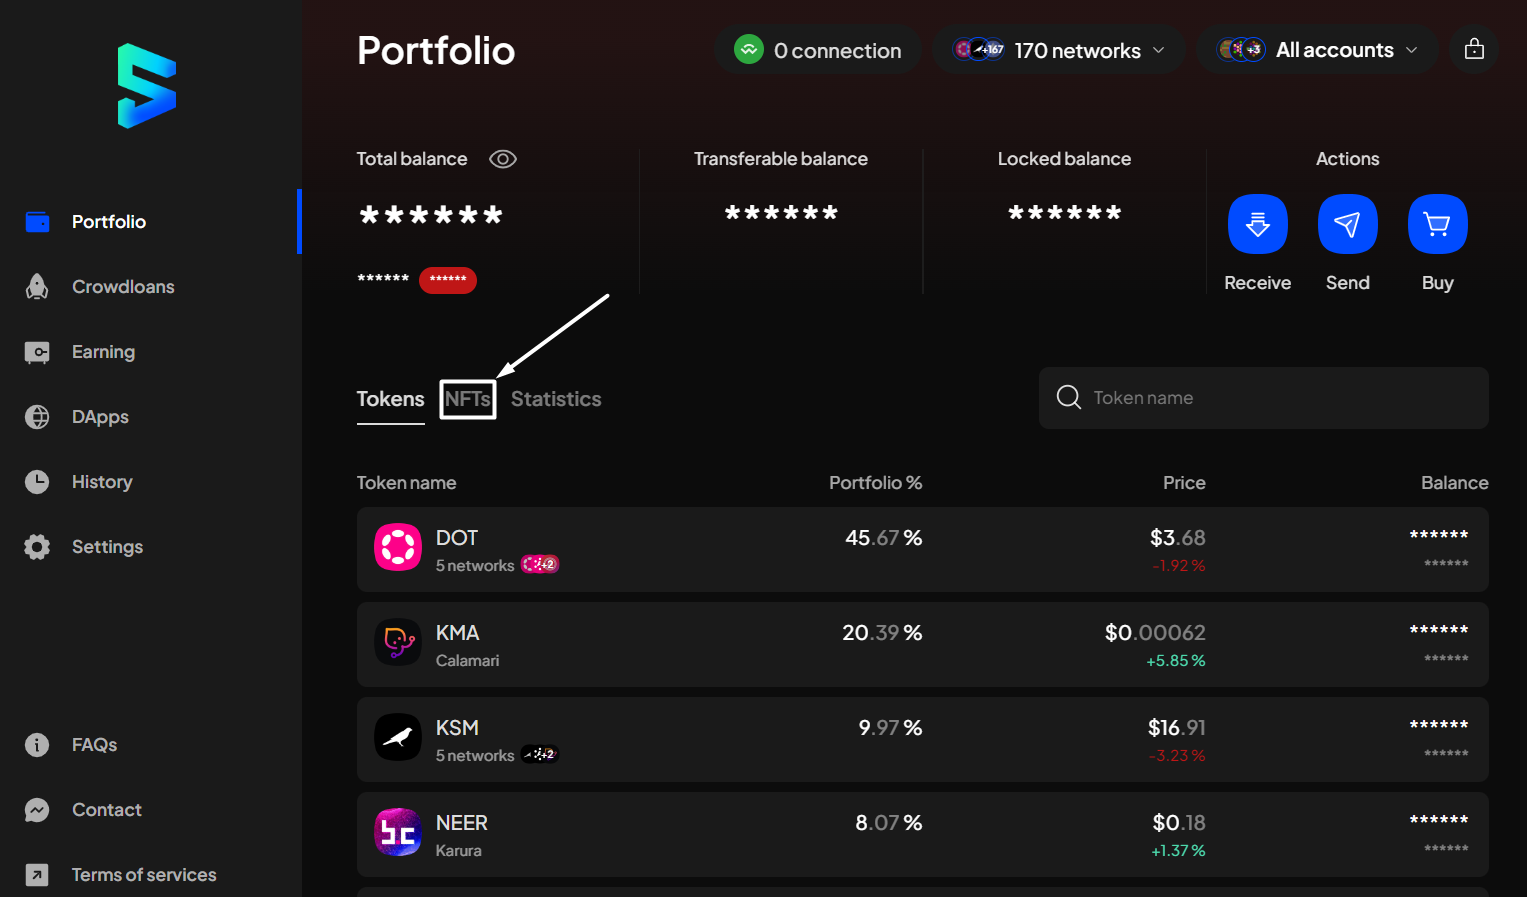 Portfolio
0 connection
+167
170 networks
+3
All accounts
Total balance
Transferable balance
Locked balance
Actions
******
******
******
******
******
Receive
Send
Buy
Portfolio
Crowdloans
Earning
DApps
History
Settings
FAQs
Contact
Terms of services
Tokens
NFTs
Statistics
Token name
Token name
Portfolio %
Price
Balance
DOT
45.67 %
$3.68
******
5 networks
+2
-1.92 %
******
KMA
20.39 %
$0.00062
******
Calamari
+5.85 %
******
KSM
9.97 %
$16.91
******
5 networks
+2
-3.23 %
******
NEER
8.07 %
$0.18
******
Karura
+1.37 %
******